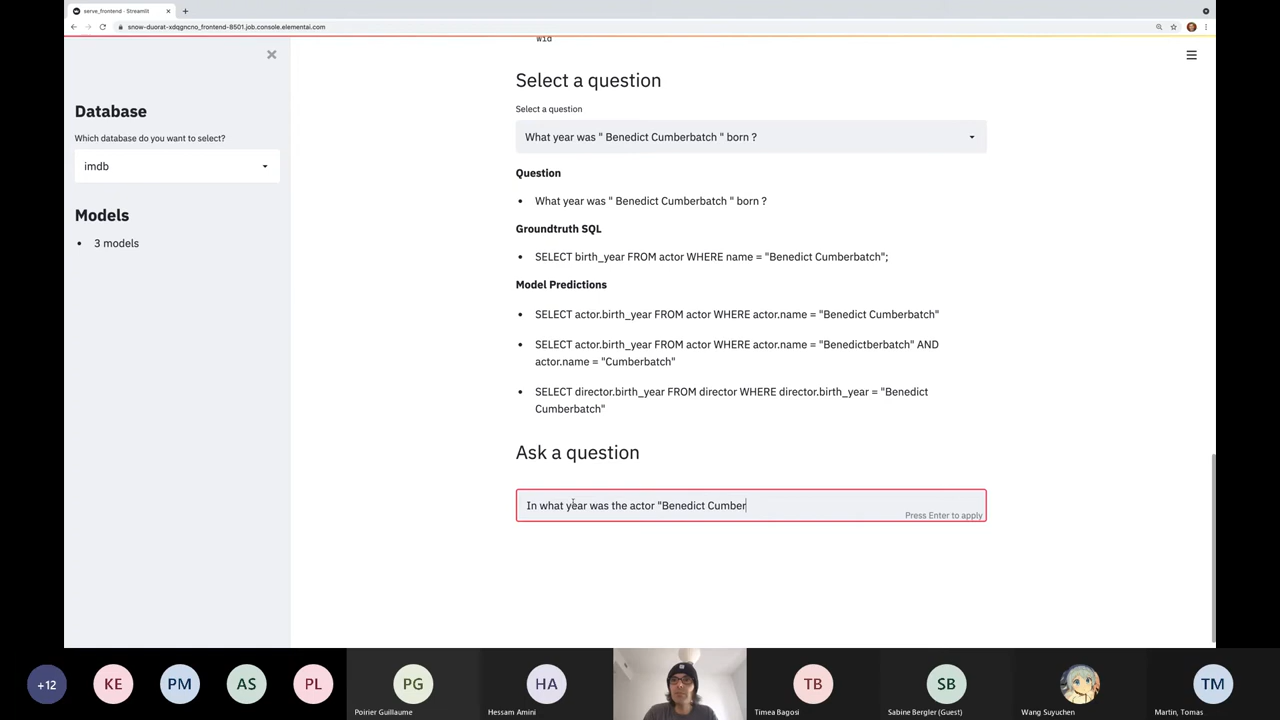 serve_frontend · Streamlit
snow-duorat-xdqgncno_frontend-8501.job.console.elementai.com
wid
Database
Which database do you want to select?
imdb
Models
3 models
Select a question
Select a question
What year was " Benedict Cumberbatch " born ?
Question
What year was " Benedict Cumberbatch " born ?
Groundtruth SQL
SELECT birth_year FROM actor WHERE name = "Benedict Cumberbatch";
Model Predictions
SELECT actor.birth_year FROM actor WHERE actor.name = "Benedict Cumberbatch"
SELECT actor.birth_year FROM actor WHERE actor.name = "Benedictberbatch" AND
actor.name = "Cumberbatch"
SELECT director.birth_year FROM director WHERE director.birth_year = "Benedict
Cumberbatch"
Ask a question
In what year was the actor "Benedict Cumber
Press Enter to apply
+12
KE
PM
AS
PL
PG
HA
TB
SB
TM
Poirier Guillaume
Hessam Amini
Timea Bagosi
Sabine Bergler (Guest)
Wang Suyuchen
Martin, Tomas